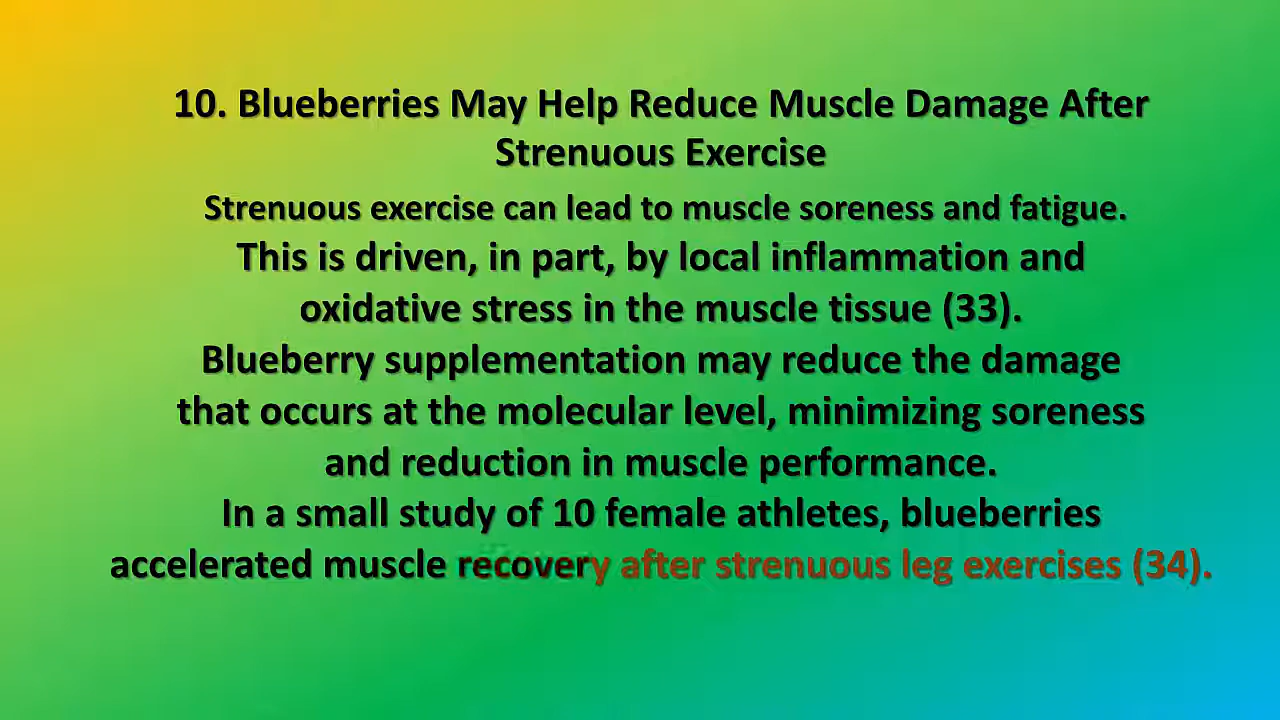 10. Blueberries May Help Reduce Muscle Damage After
Strenuous Exercise
Strenuous exercise can lead to muscle soreness and fatigue.
This is driven, in part, by local inflammation and
oxidative stress in the muscle tissue (33).
Blueberry supplementation may reduce the damage
that occurs at the molecular level, minimizing soreness
and reduction in muscle performance.
In a small study of 10 female athletes, blueberries
accelerated muscle recovery after strenuous leg exercises (34).